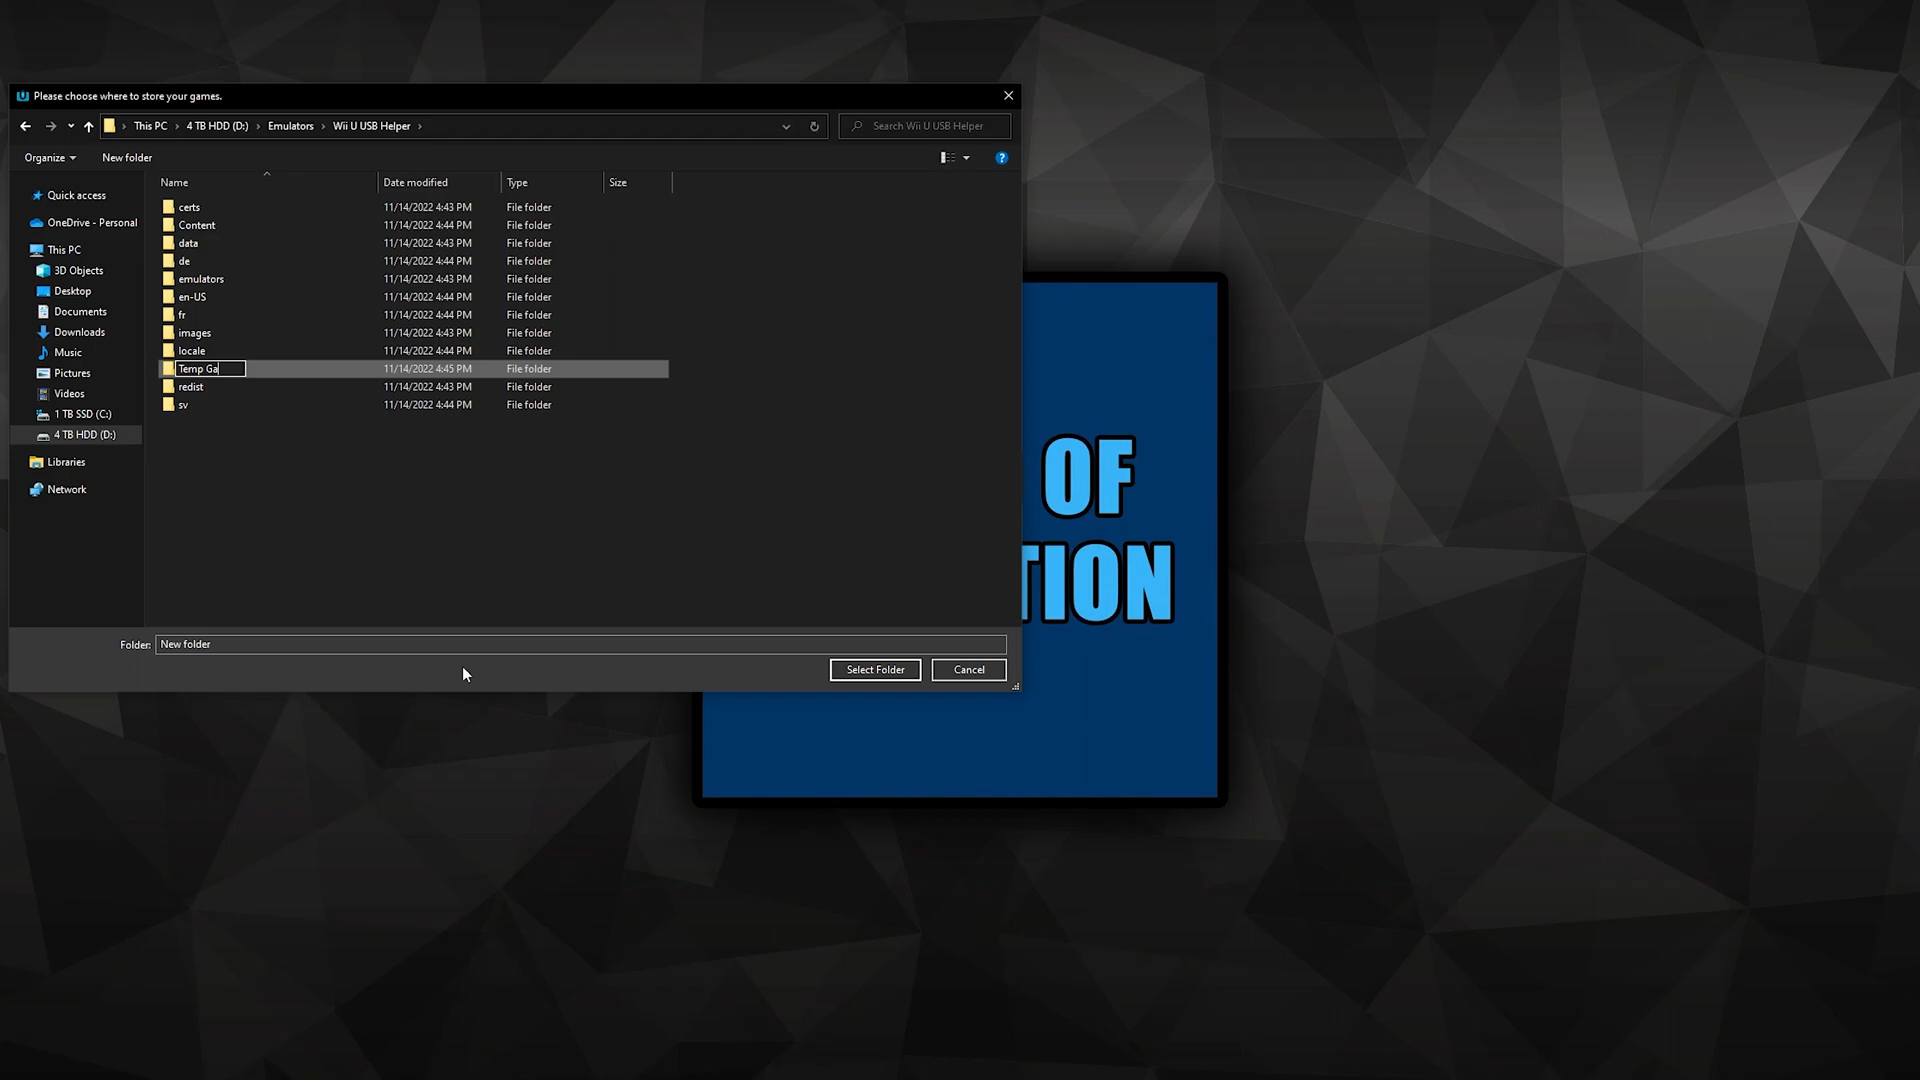 Please choose where to store your games.
This PC > 4 TB HDD (D:) > Emulators > Wii U USB Helper >
Search Wii U USB Helper
Organize
New folder
?
Name
Date modified
Type
Size
Quick access
OneDrive - Personal
This PC
3D Objects
Desktop
Documents
Downloads
Music
Pictures
Videos
1 TB SSD (C:)
4 TB HDD (D:)
Libraries
Network
certs 11/14/2022 4:43 PM File folder
Content 11/14/2022 4:44 PM File folder
data 11/14/2022 4:43 PM File folder
de 11/14/2022 4:44 PM File folder
emulators 11/14/2022 4:43 PM File folder
en-US 11/14/2022 4:44 PM File folder
fr 11/14/2022 4:44 PM File folder
images 11/14/2022 4:43 PM File folder
locale 11/14/2022 4:44 PM File folder
Temp Ga 11/14/2022 4:45 PM File folder
redist 11/14/2022 4:43 PM File folder
sv 11/14/2022 4:44 PM File folder
Folder: New folder
Select Folder
Cancel
OF
TION